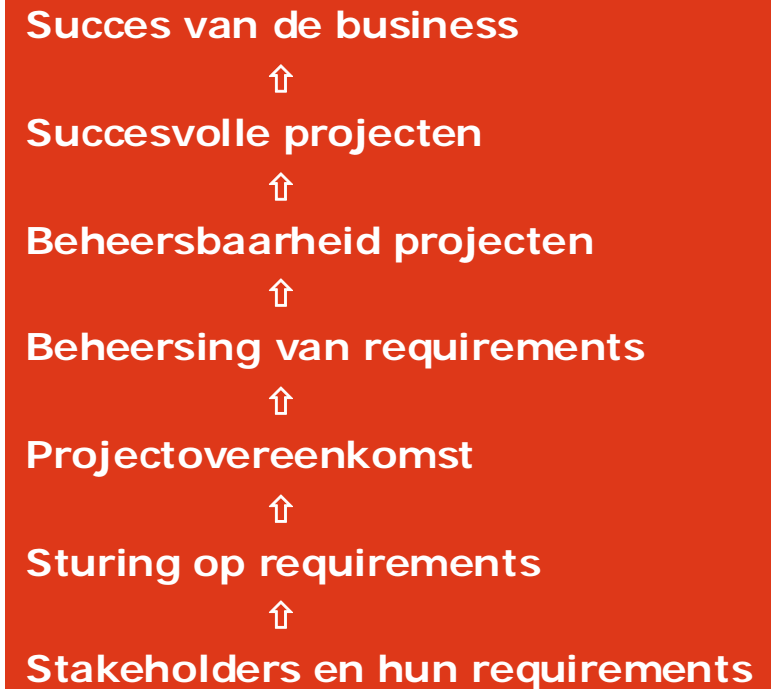 Succes van de business
⇧
Succesvolle projecten
⇧
Beheersbaarheid projecten
⇧
Beheersing van requirements
⇧
Projectovereenkomst
⇧
Sturing op requirements
⇧
Stakeholders en hun requirements